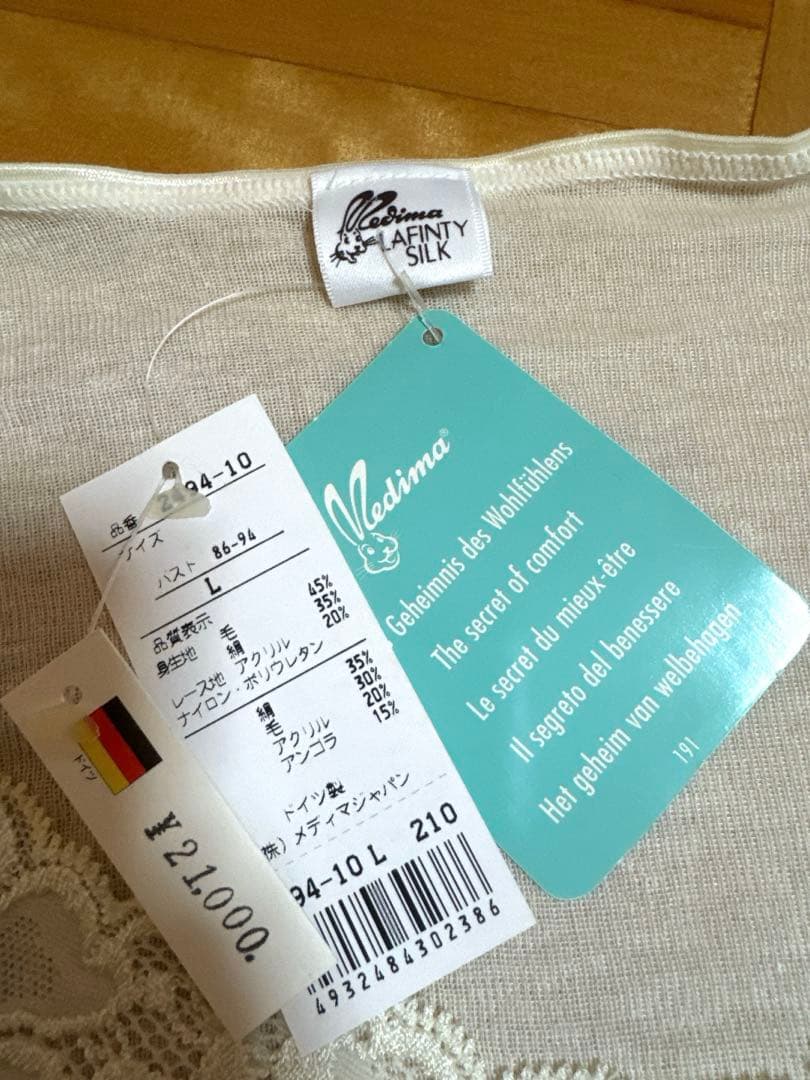 Medima
LAFINTY
SILK
Medima®
Geheimnis des Wohlfühlens
The secret of comfort
Le secret du mieux-être
Il segreto del benessere
Het geheim van welbehagen
191
品番 2494-10
サイズ
バスト 86-94
L
品質表示
身生地 毛 45%
絹 35%
アクリル 20%
レース地
ナイロン・ポリウレタン
絹 35%
毛 30%
アクリル 20%
アンゴラ 15%
ドイツ製
株）メディマジャパン
94-10 L 210
4932484302386
ドイツ
¥21,000.